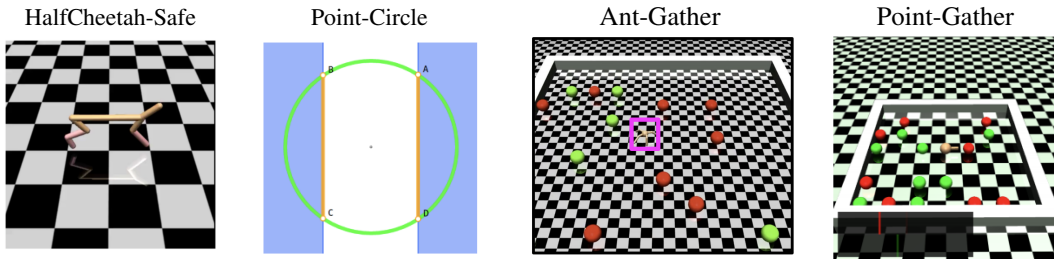 HalfCheetah-Safe
Point-Circle
Ant-Gather
Point-Gather
B
A
C
D